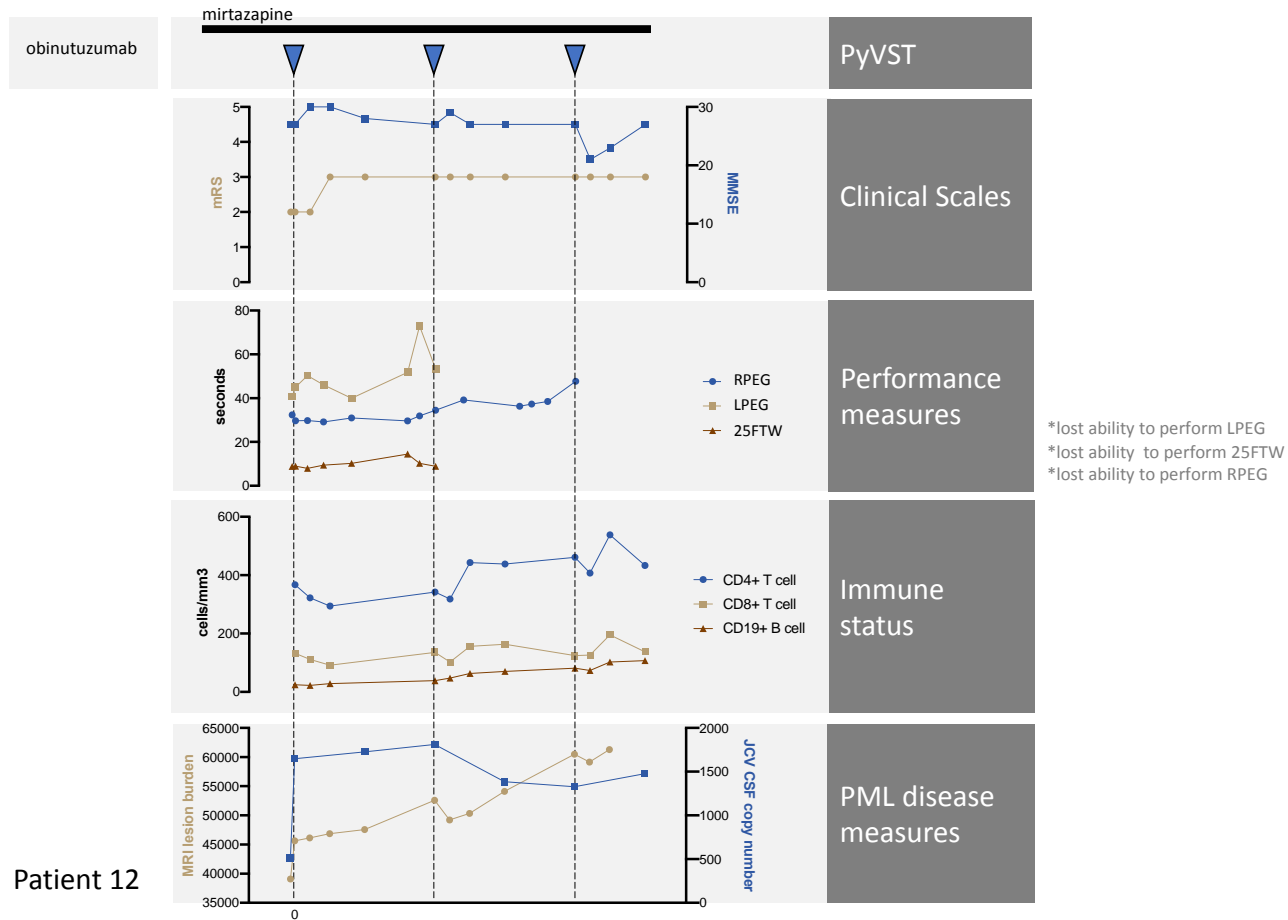 mirtazapine
obinutuzumab
PyVST
5
4
3
2
1
0
mRS
30
20
10
0
MMSE
Clinical Scales
80
60
40
20
0
seconds
RPEG
LPEG
25FTW
Performance
measures
*lost ability to perform LPEG
*lost ability to perform 25FTW
*lost ability to perform RPEG
600
400
200
0
cells/mm3
CD4+ T cell
CD8+ T cell
CD19+ B cell
Immune
status
65000
60000
55000
50000
45000
40000
35000
MRI lesion burden
2000
1500
1000
500
0
JCV CSF copy number
PML disease
measures
Patient 12
0